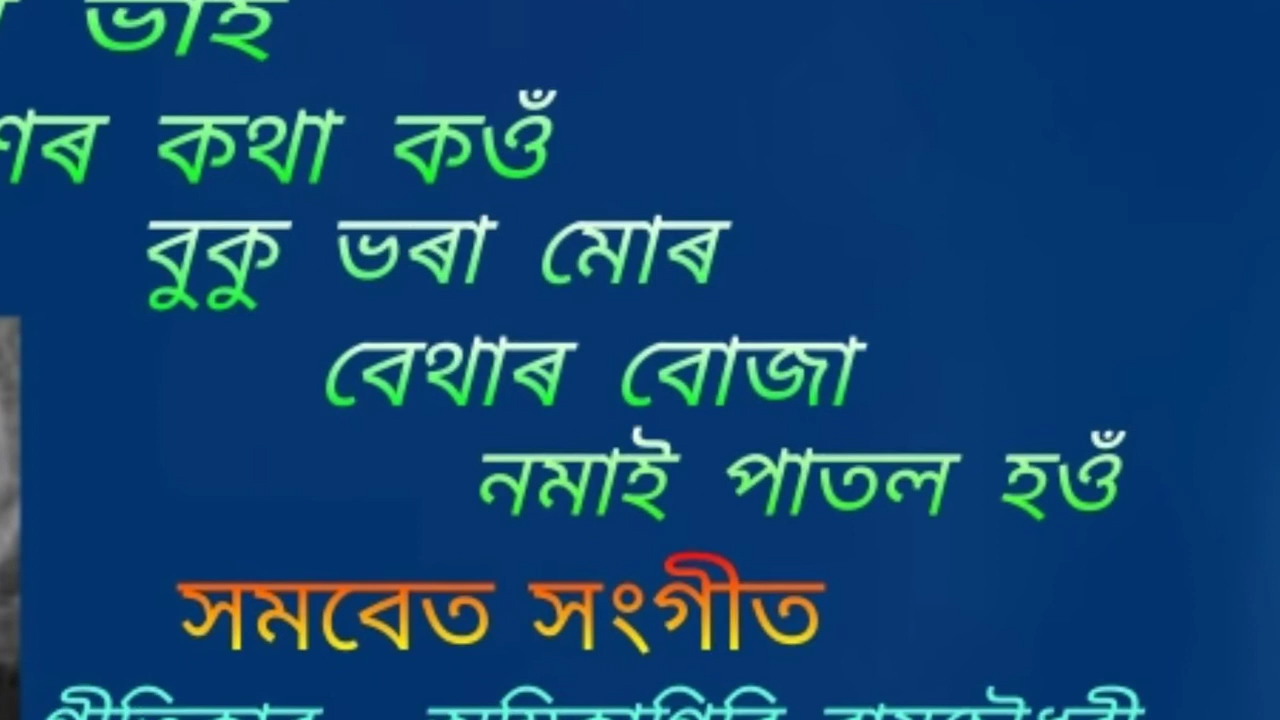 ভাই
কথা কওঁ
বুকু ভৰা মোৰ
বেথাৰ বোজা
নমাই পাতল হওঁ
সমবেত সংগীত